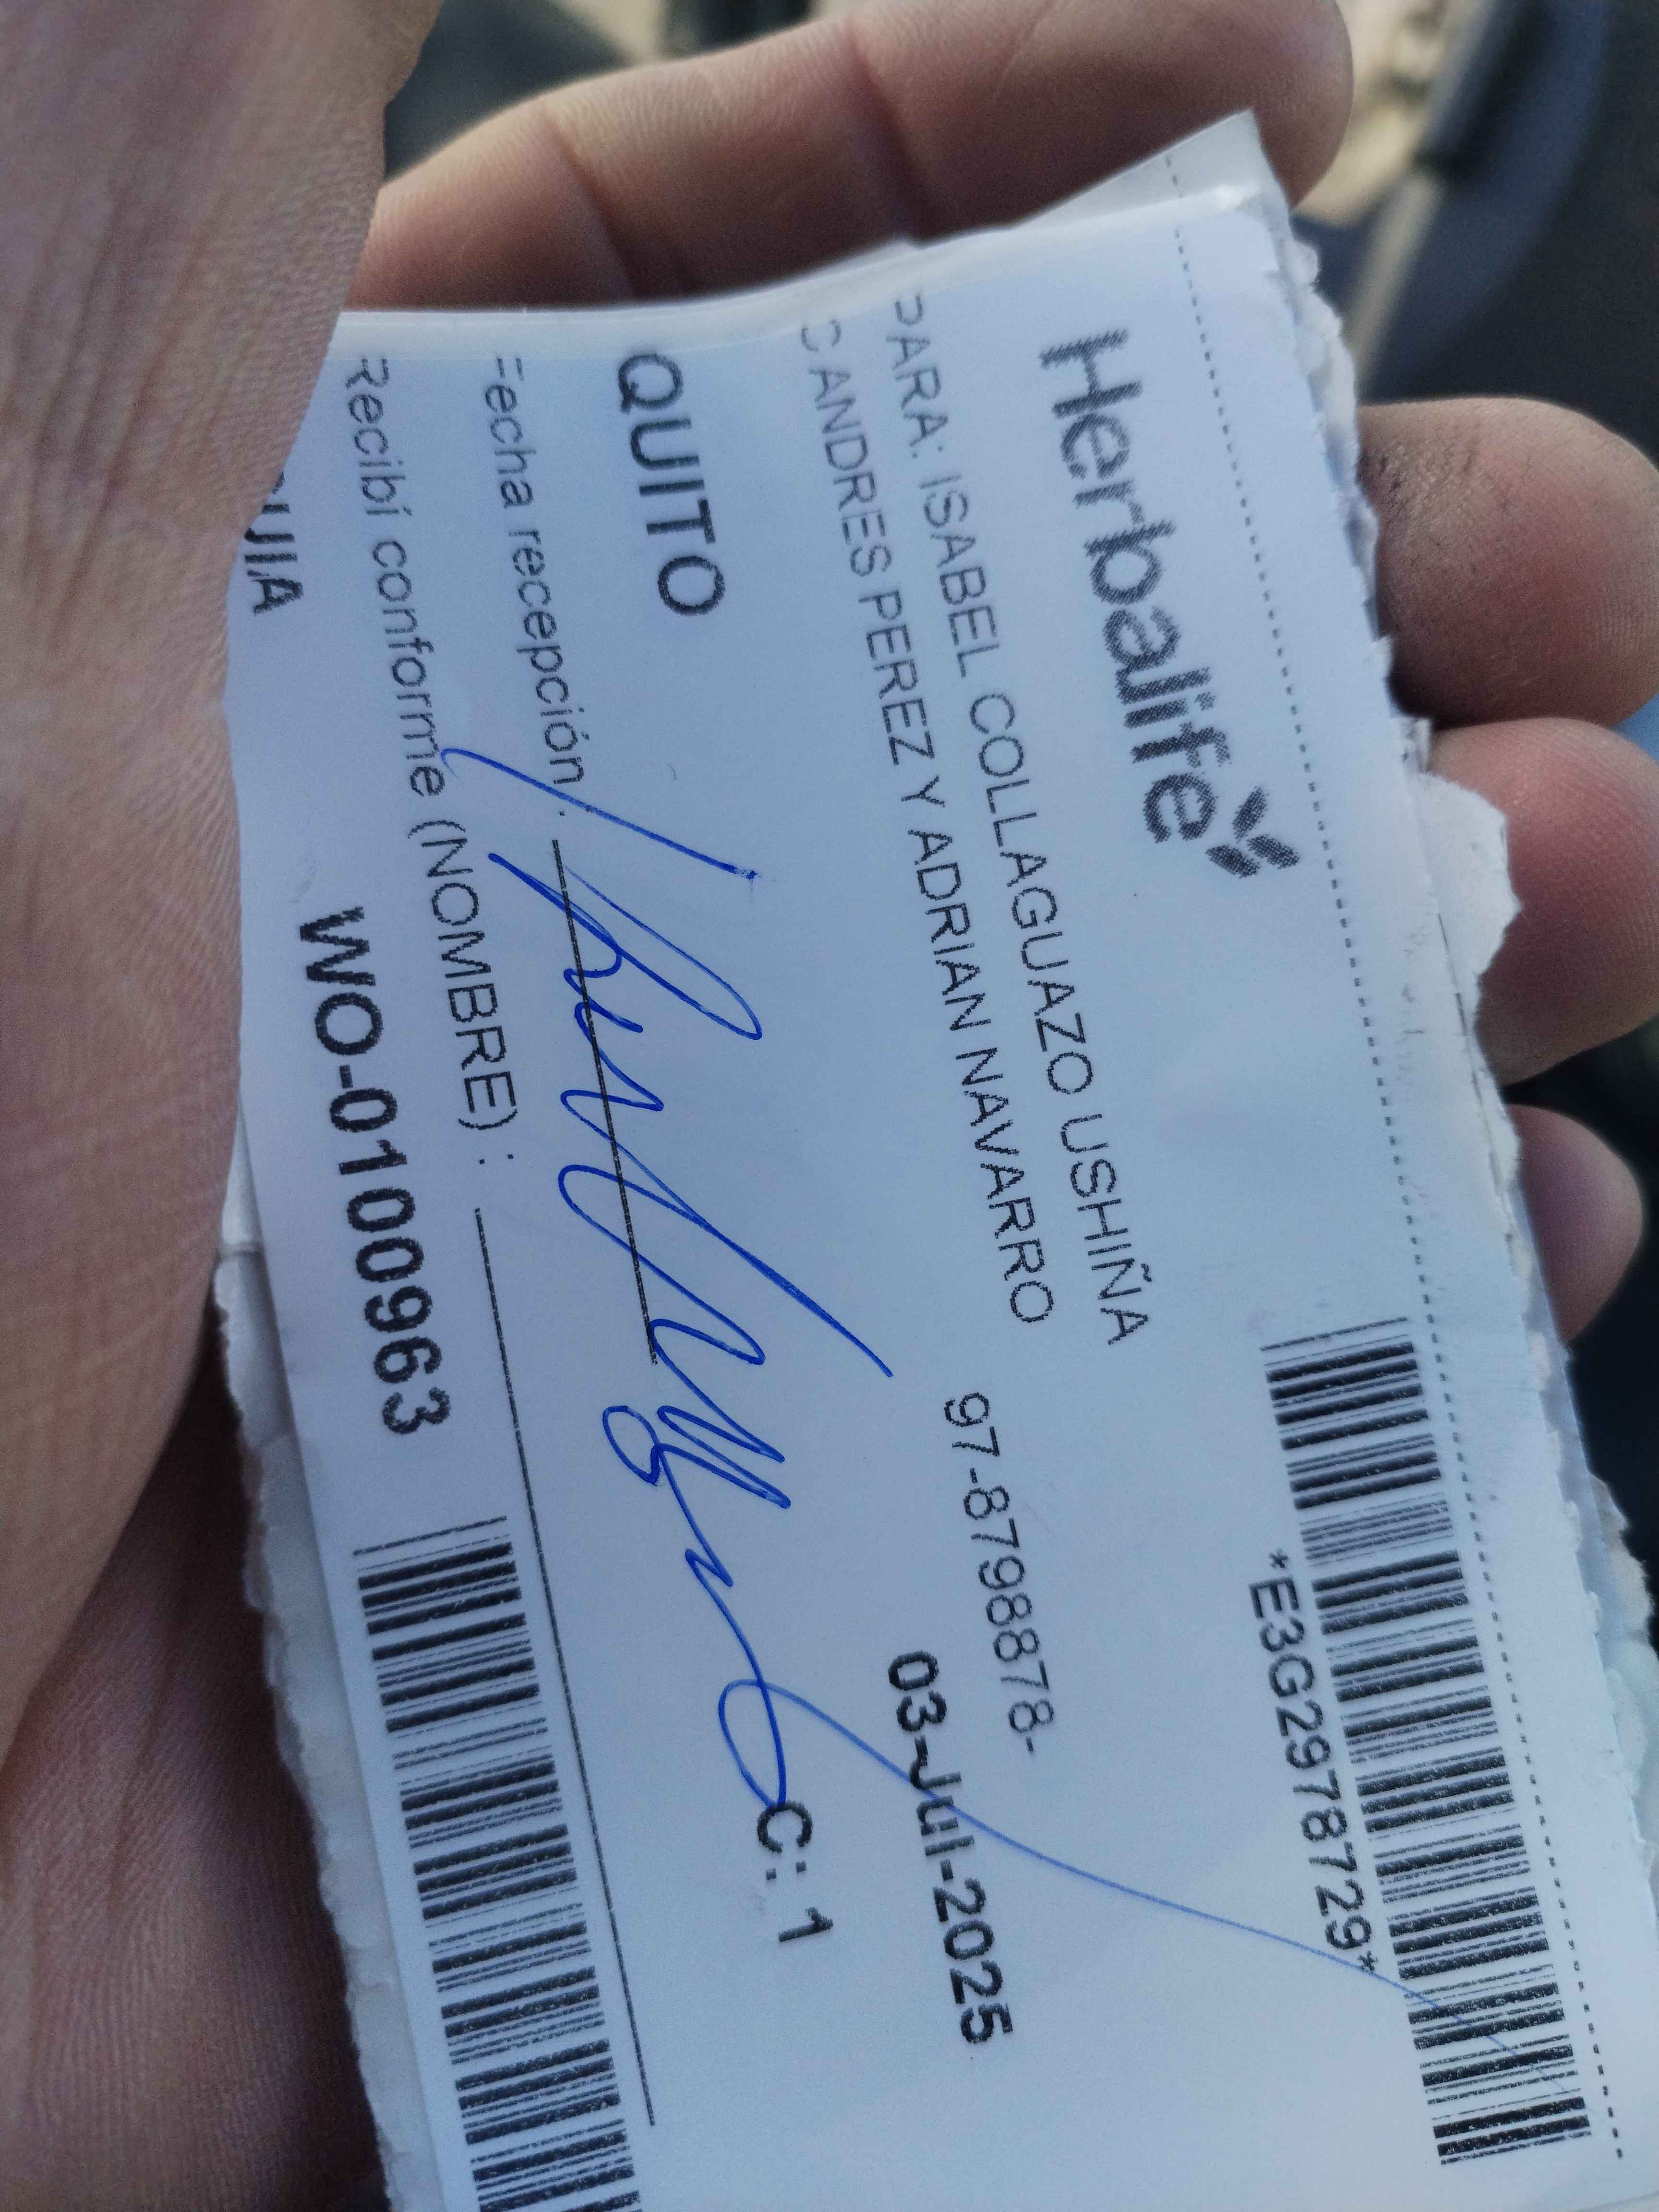 Herbalife
*E3G2978729*
PARA: ISABEL COLLAGUAZO USHIÑA
97-8798878-
C ANDRES PEREZ Y ADRIAN NAVARRO
03-Jul-2025
QUITO
C: 1
Fecha recepción :
Recibí conforme (NOMBRE) :
WO-0100963